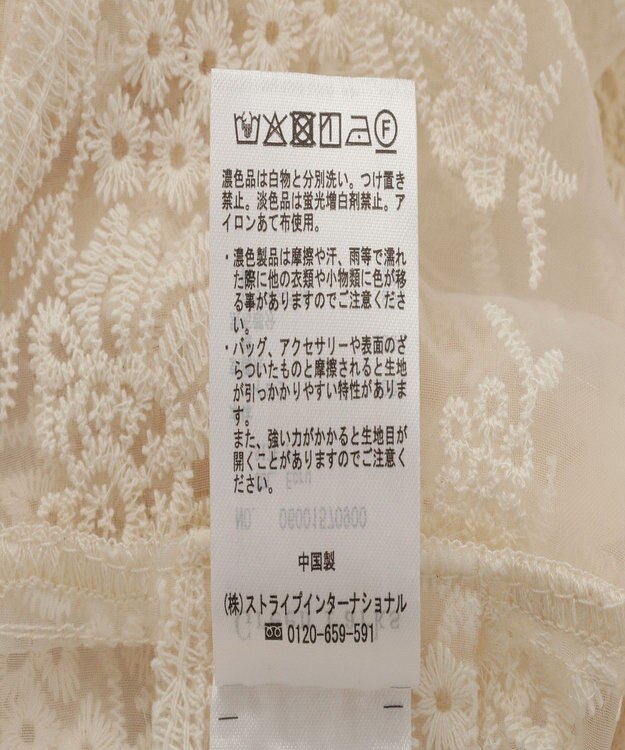 濃色品は白物と分別洗い。つけ置き
禁止。淡色品は蛍光増白剤禁止。ア
イロンあて布使用。
・濃色製品は摩擦や汗、雨等で濡れ
た際に他の衣類や小物類に色が移
る事がありますのでご注意くださ
い。
・バッグ、アクセサリーや表面のざ
らついたものと摩擦されると生地
が引っかかりやすい特性がありま
す。
また、強い力がかかると生地目が
開くことがありますのでご注意く
ださい。
NO. 06001570900
中国製
(株)ストライプインターナショナル
0120-659-591